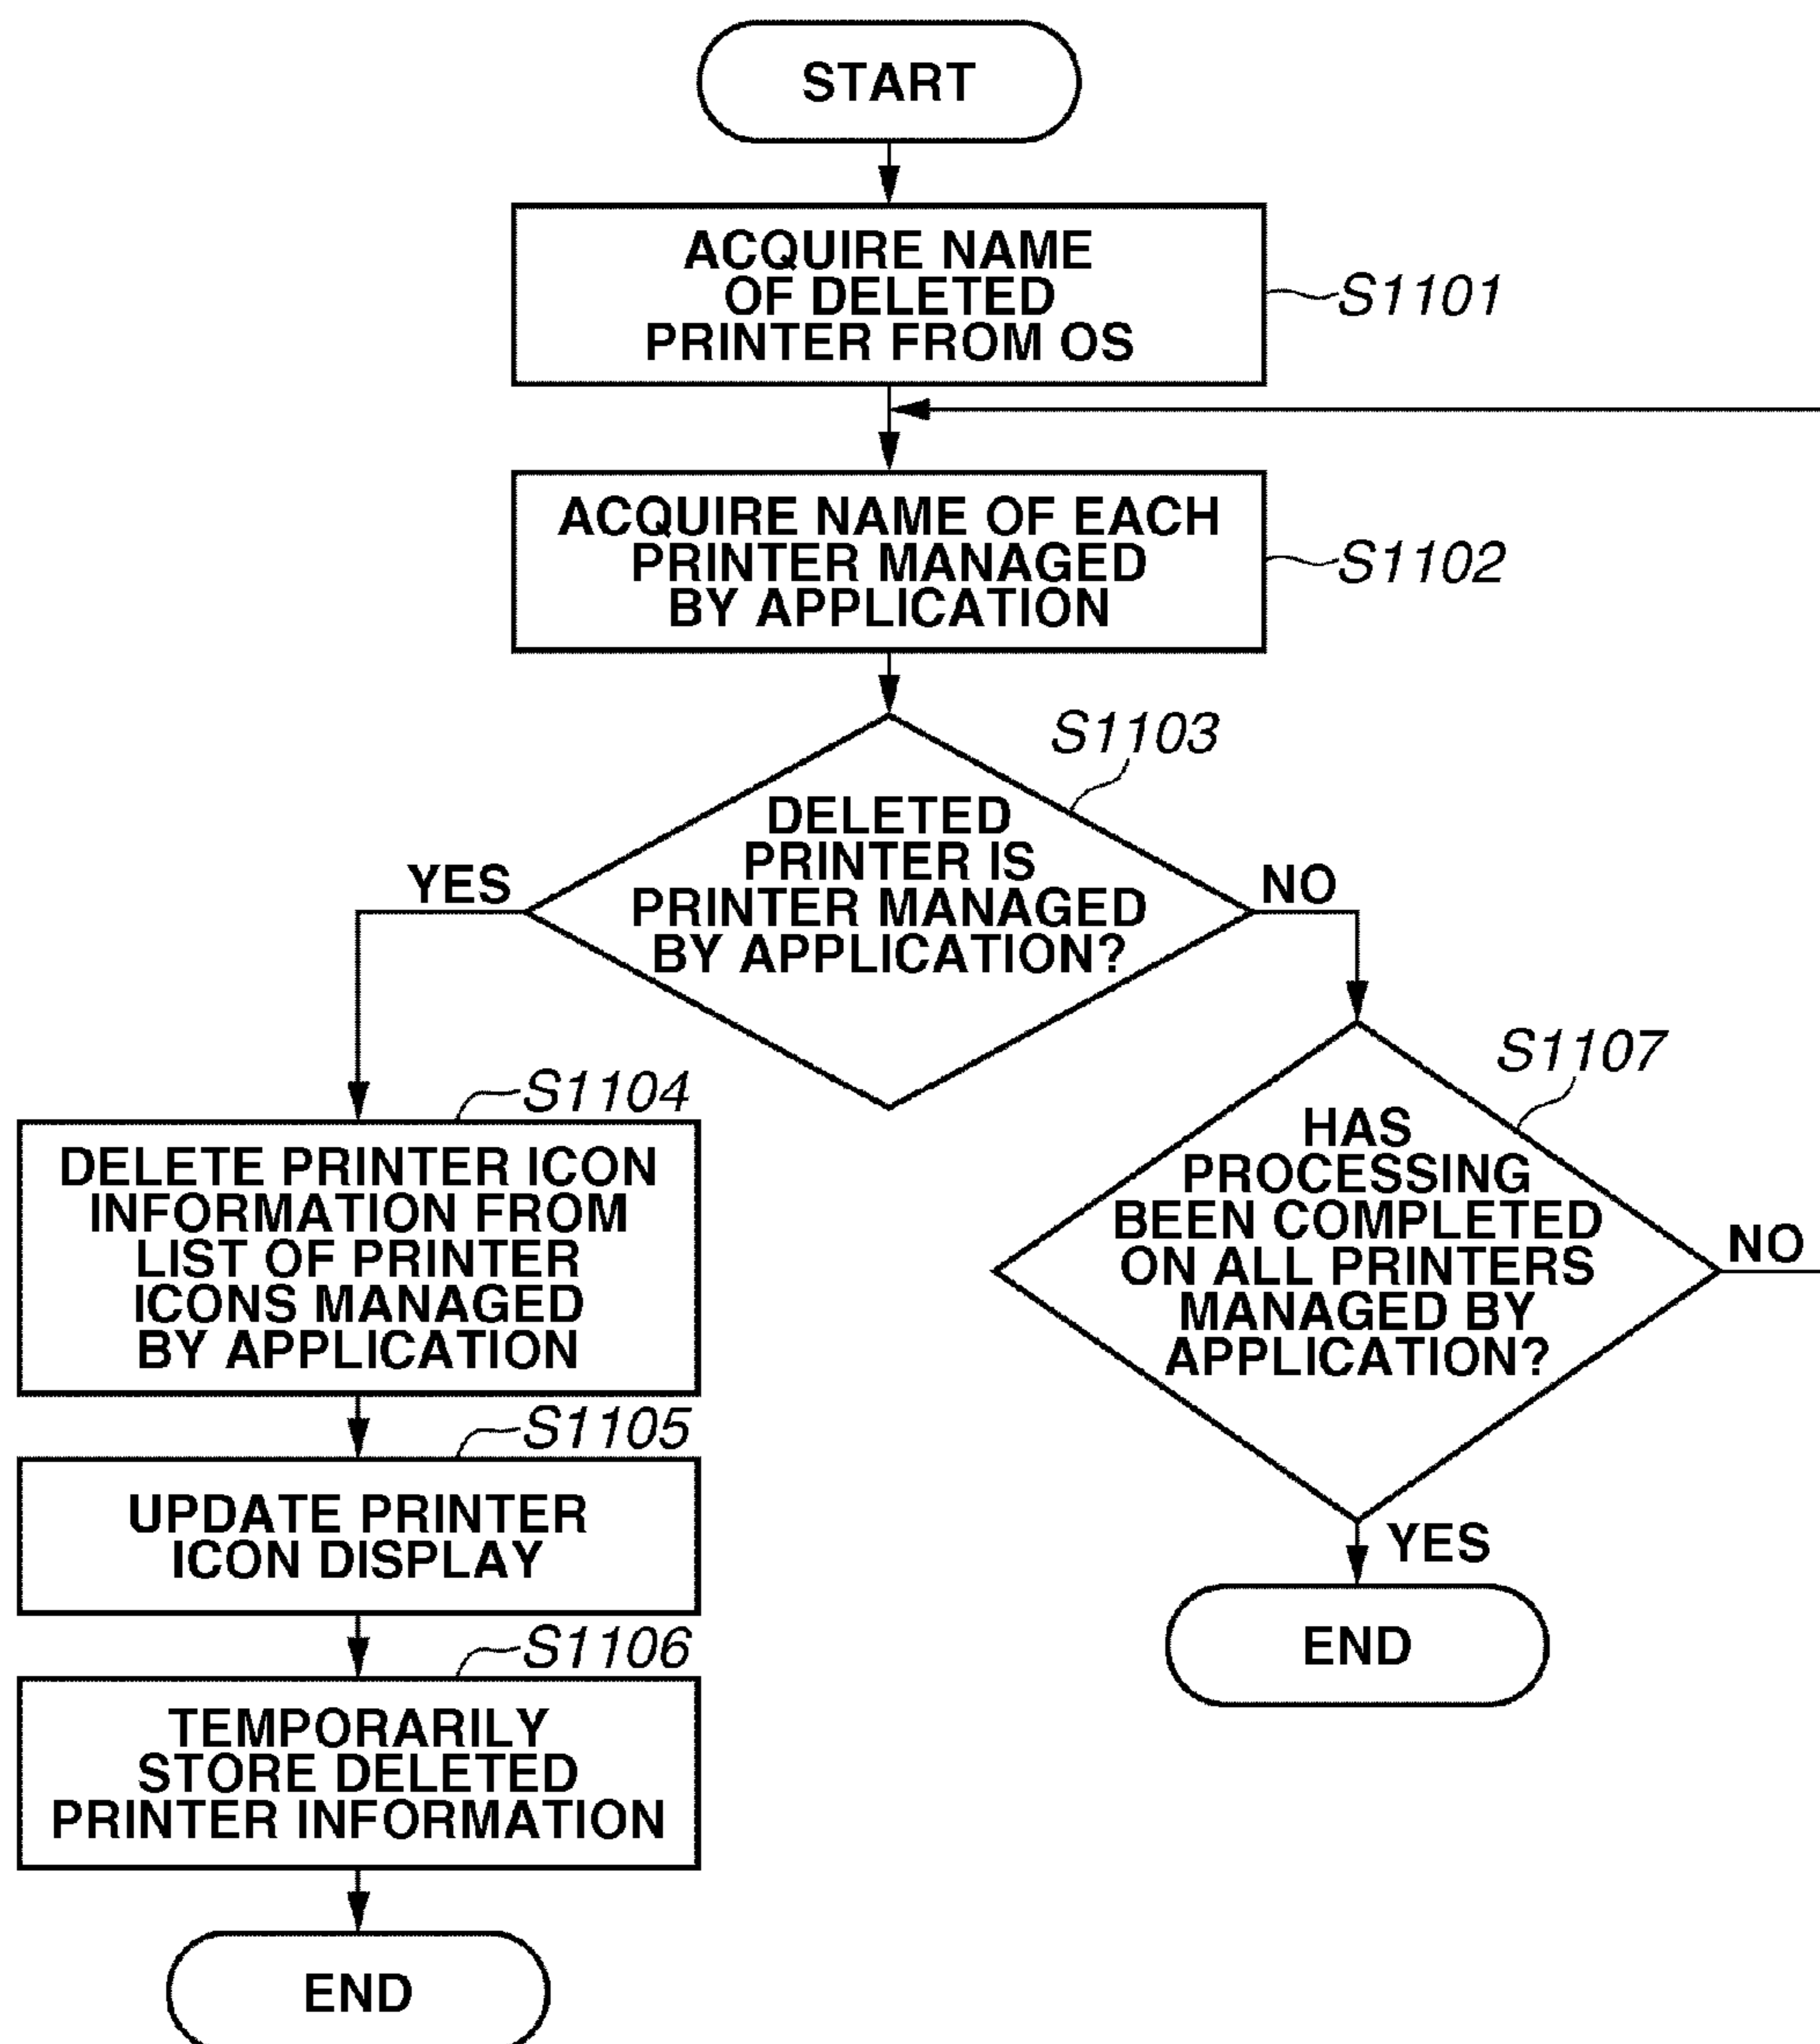 START
ACQUIRE NAME
OF DELETED
PRINTER FROM OS
S1101
ACQUIRE NAME OF EACH
PRINTER MANAGED
BY APPLICATION
S1102
S1103
DELETED
PRINTER IS
PRINTER MANAGED
BY APPLICATION?
YES
NO
S1104
DELETE PRINTER ICON
INFORMATION FROM
LIST OF PRINTER
ICONS MANAGED
BY APPLICATION
S1105
UPDATE PRINTER
ICON DISPLAY
S1106
TEMPORARILY
STORE DELETED
PRINTER INFORMATION
END
S1107
HAS
PROCESSING
BEEN COMPLETED
ON ALL PRINTERS
MANAGED BY
APPLICATION?
NO
YES
END